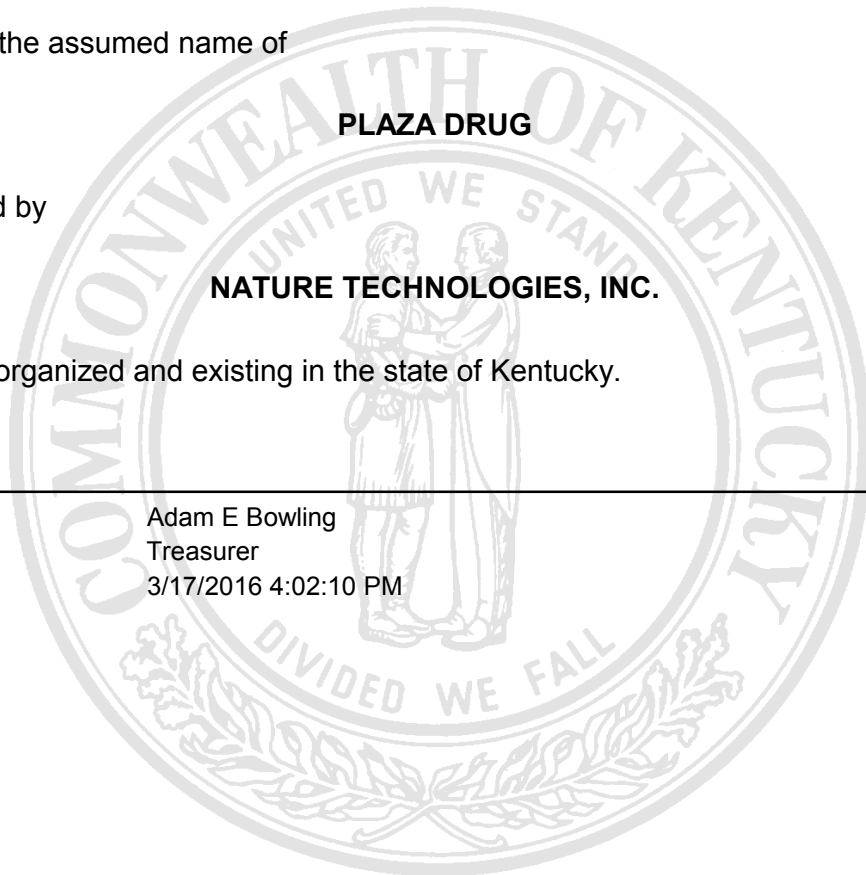 the assumed name of
PLAZA DRUG
d by
NATURE TECHNOLOGIES, INC.
organized and existing in the state of Kentucky.
Adam E Bowling
Treasurer
3/17/2016 4:02:10 PM
COMMONWEALTH OF KENTUCKY
UNITED WE STAND
DIVIDED WE FALL